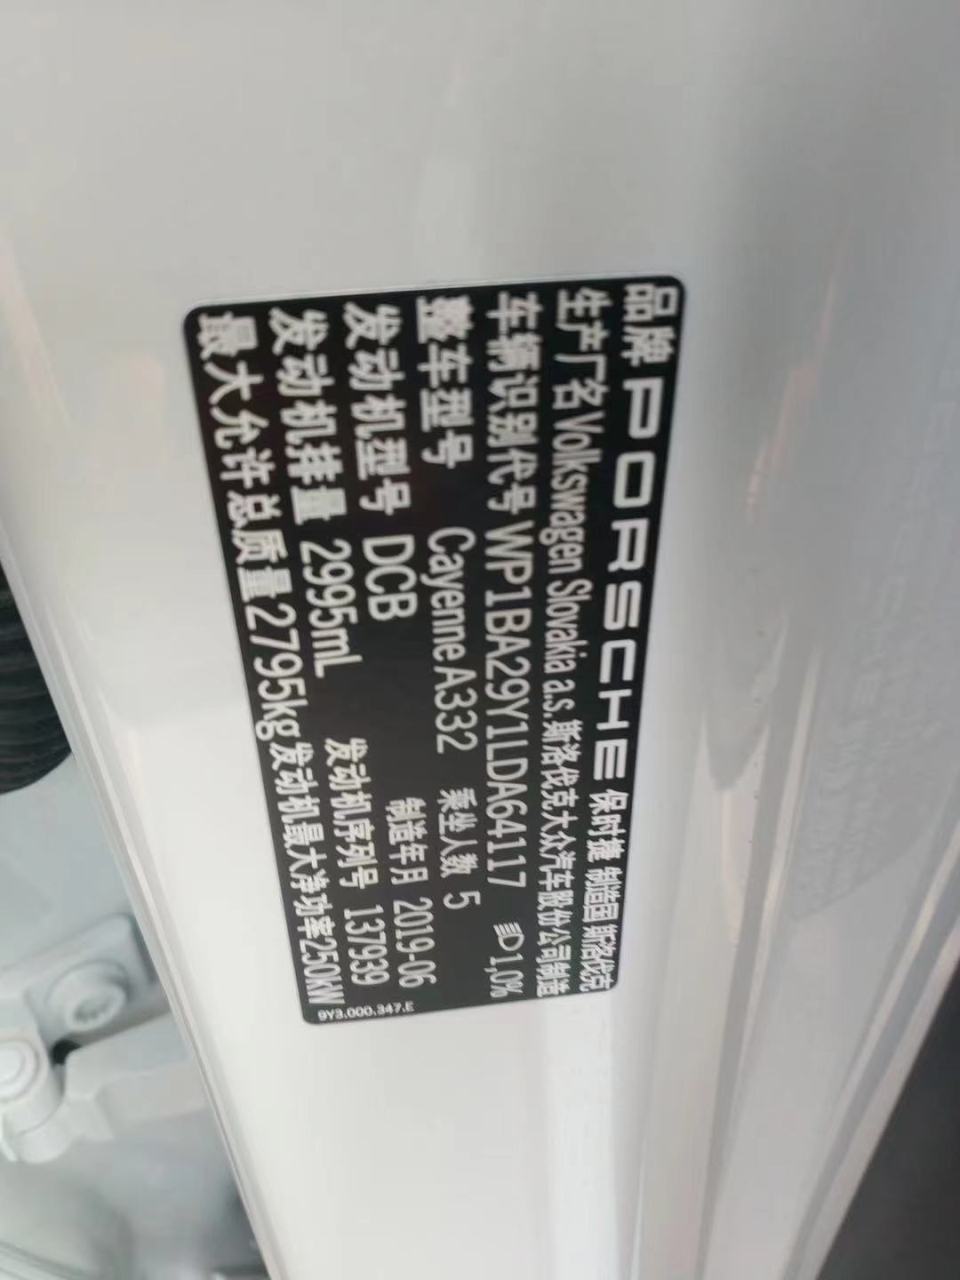 品牌 PORSCHE 保时捷 制造国 斯洛伐克
生产厂名 Volkswagen Slovakia a.s. 斯洛伐克大众汽车股份公司制造
车辆识别代号 WP1BA29Y1LDA64117 1,0%
整车型号 Cayenne A332 乘坐人数 5
发动机型号 DCB 制造年月 2019-06
发动机排量 2995mL 发动机序列号 137939
最大允许总质量 2795kg 发动机最大净功率 250kW
9Y3.000.347.E